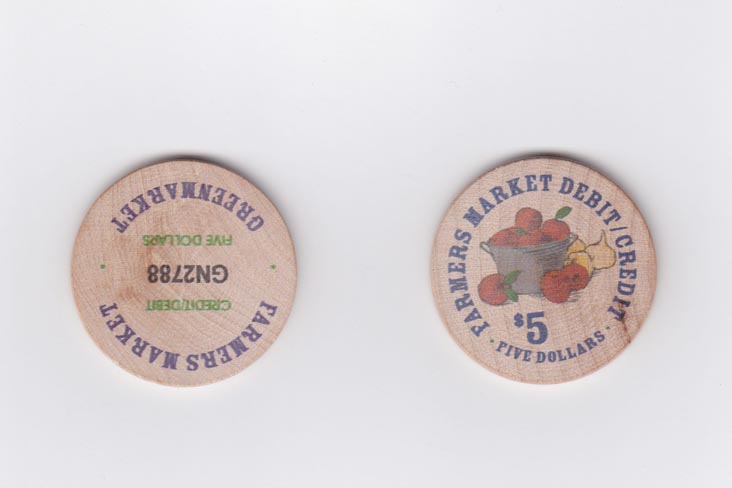 FARMERS MARKET
CREDIT/DEBIT
GN2788
FIVE DOLLARS
GREENMARKET
FARMERS MARKET DEBIT/CREDIT
$5
FIVE DOLLARS